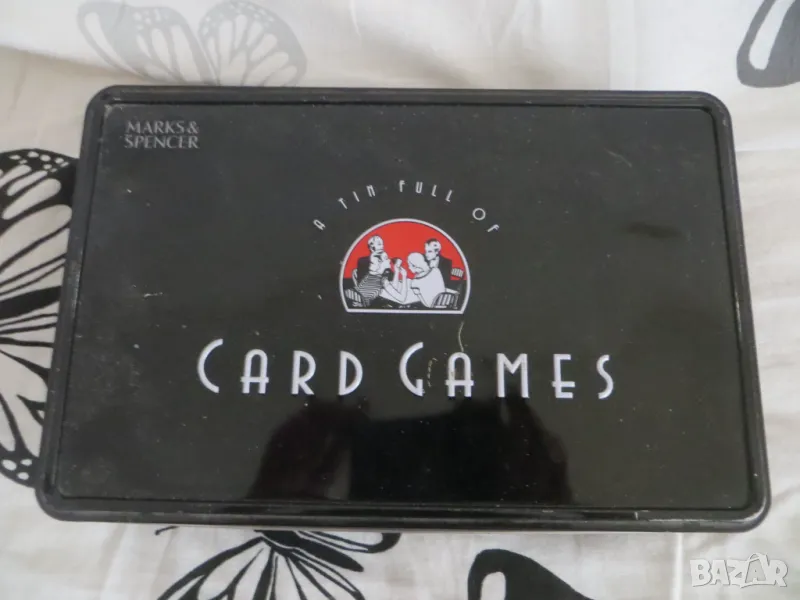 MARKS &
SPENCER
A TIN FULL OF
CARD GAMES
BAZAR